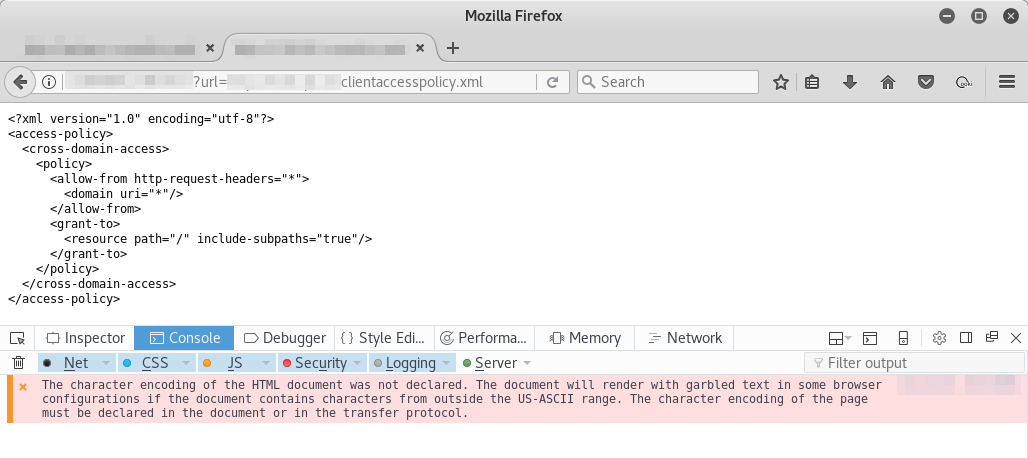 Mozilla Firefox
?url= clientaccesspolicy.xml Search
<?xml version="1.0" encoding="utf-8"?>
<access-policy>
<cross-domain-access>
<policy>
<allow-from http-request-headers="*">
<domain uri="*"/>
</allow-from>
<grant-to>
<resource path="/" include-subpaths="true"/>
</grant-to>
</policy>
</cross-domain-access>
</access-policy>
Inspector Console Debugger Style Edi... Performa... Memory Network
Net CSS JS Security Logging Server Filter output
The character encoding of the HTML document was not declared. The document will render with garbled text in some browser
configurations if the document contains characters from outside the US-ASCII range. The character encoding of the page
must be declared in the document or in the transfer protocol.